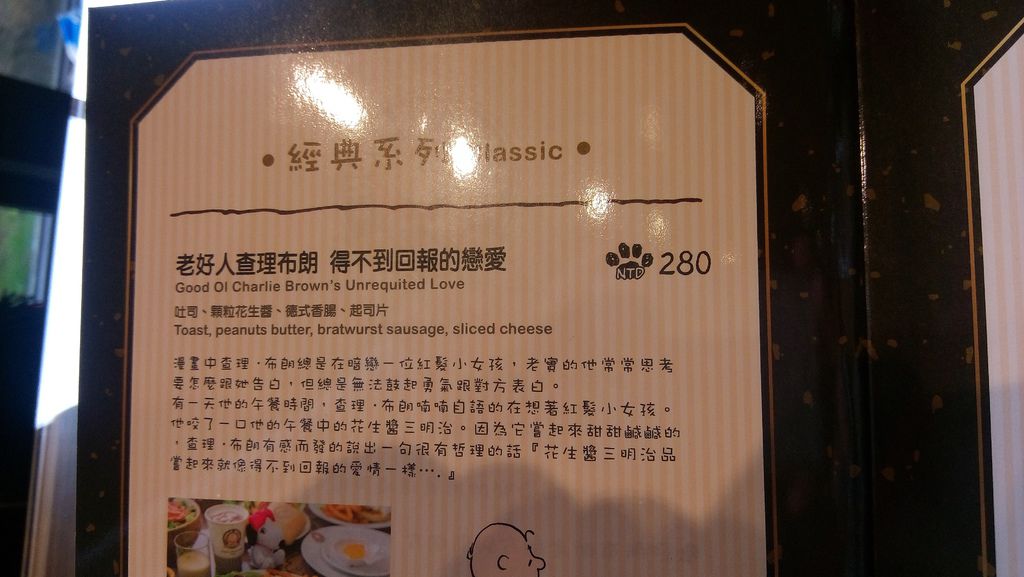 • 經典系列 lassic •
老好人查理布朗 得不到回報的戀愛
NTD 280
Good Ol Charlie Brown's Unrequited Love
吐司、顆粒花生醬、德式香腸、起司片
Toast, peanuts butter, bratwurst sausage, sliced cheese
漫畫中查理·布朗總是在暗戀一位紅髮小女孩，老實的他常常思考
要怎麼跟她告白，但總是無法鼓起勇氣跟對方表白。
有一天他的午餐時間，查理·布朗喃喃自語的在想著紅髮小女孩。
他咬了一口他的午餐中的花生醬三明治。因為它嘗起來甜甜鹹鹹的
，查理·布朗有感而發的說出一句很有哲理的話『花生醬三明治品
嘗起來就像得不到回報的愛情一樣….』